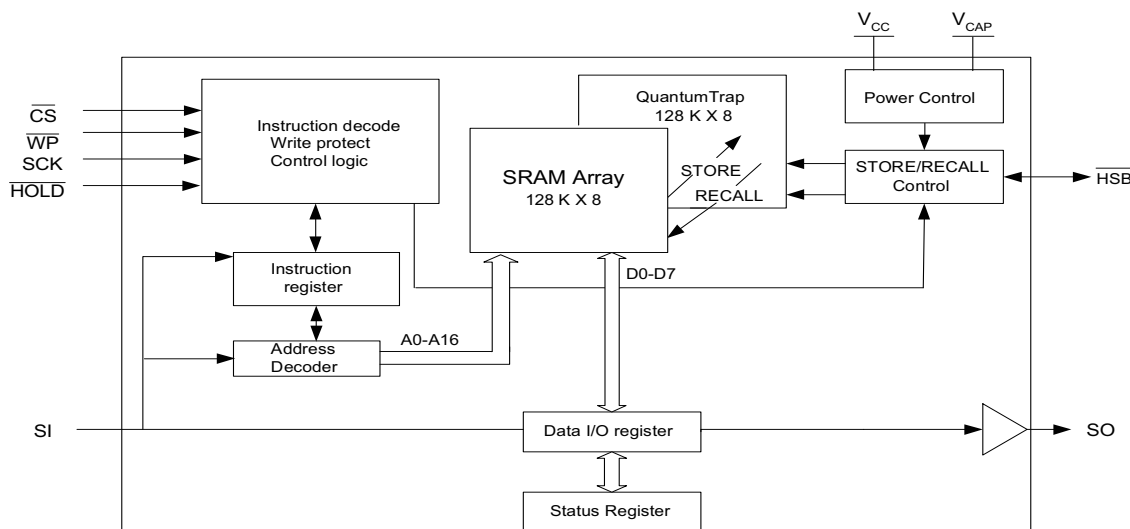 VCC
VCAP
CS
WP
SCK
HOLD
Instruction decode
Write protect
Control logic
QuantumTrap
128 K X 8
SRAM Array
128 K X 8
STORE
RECALL
Power Control
STORE/RECALL
Control
HSB
Instruction
register
D0-D7
Address
Decoder
A0-A16
SI
Data I/O register
SO
Status Register